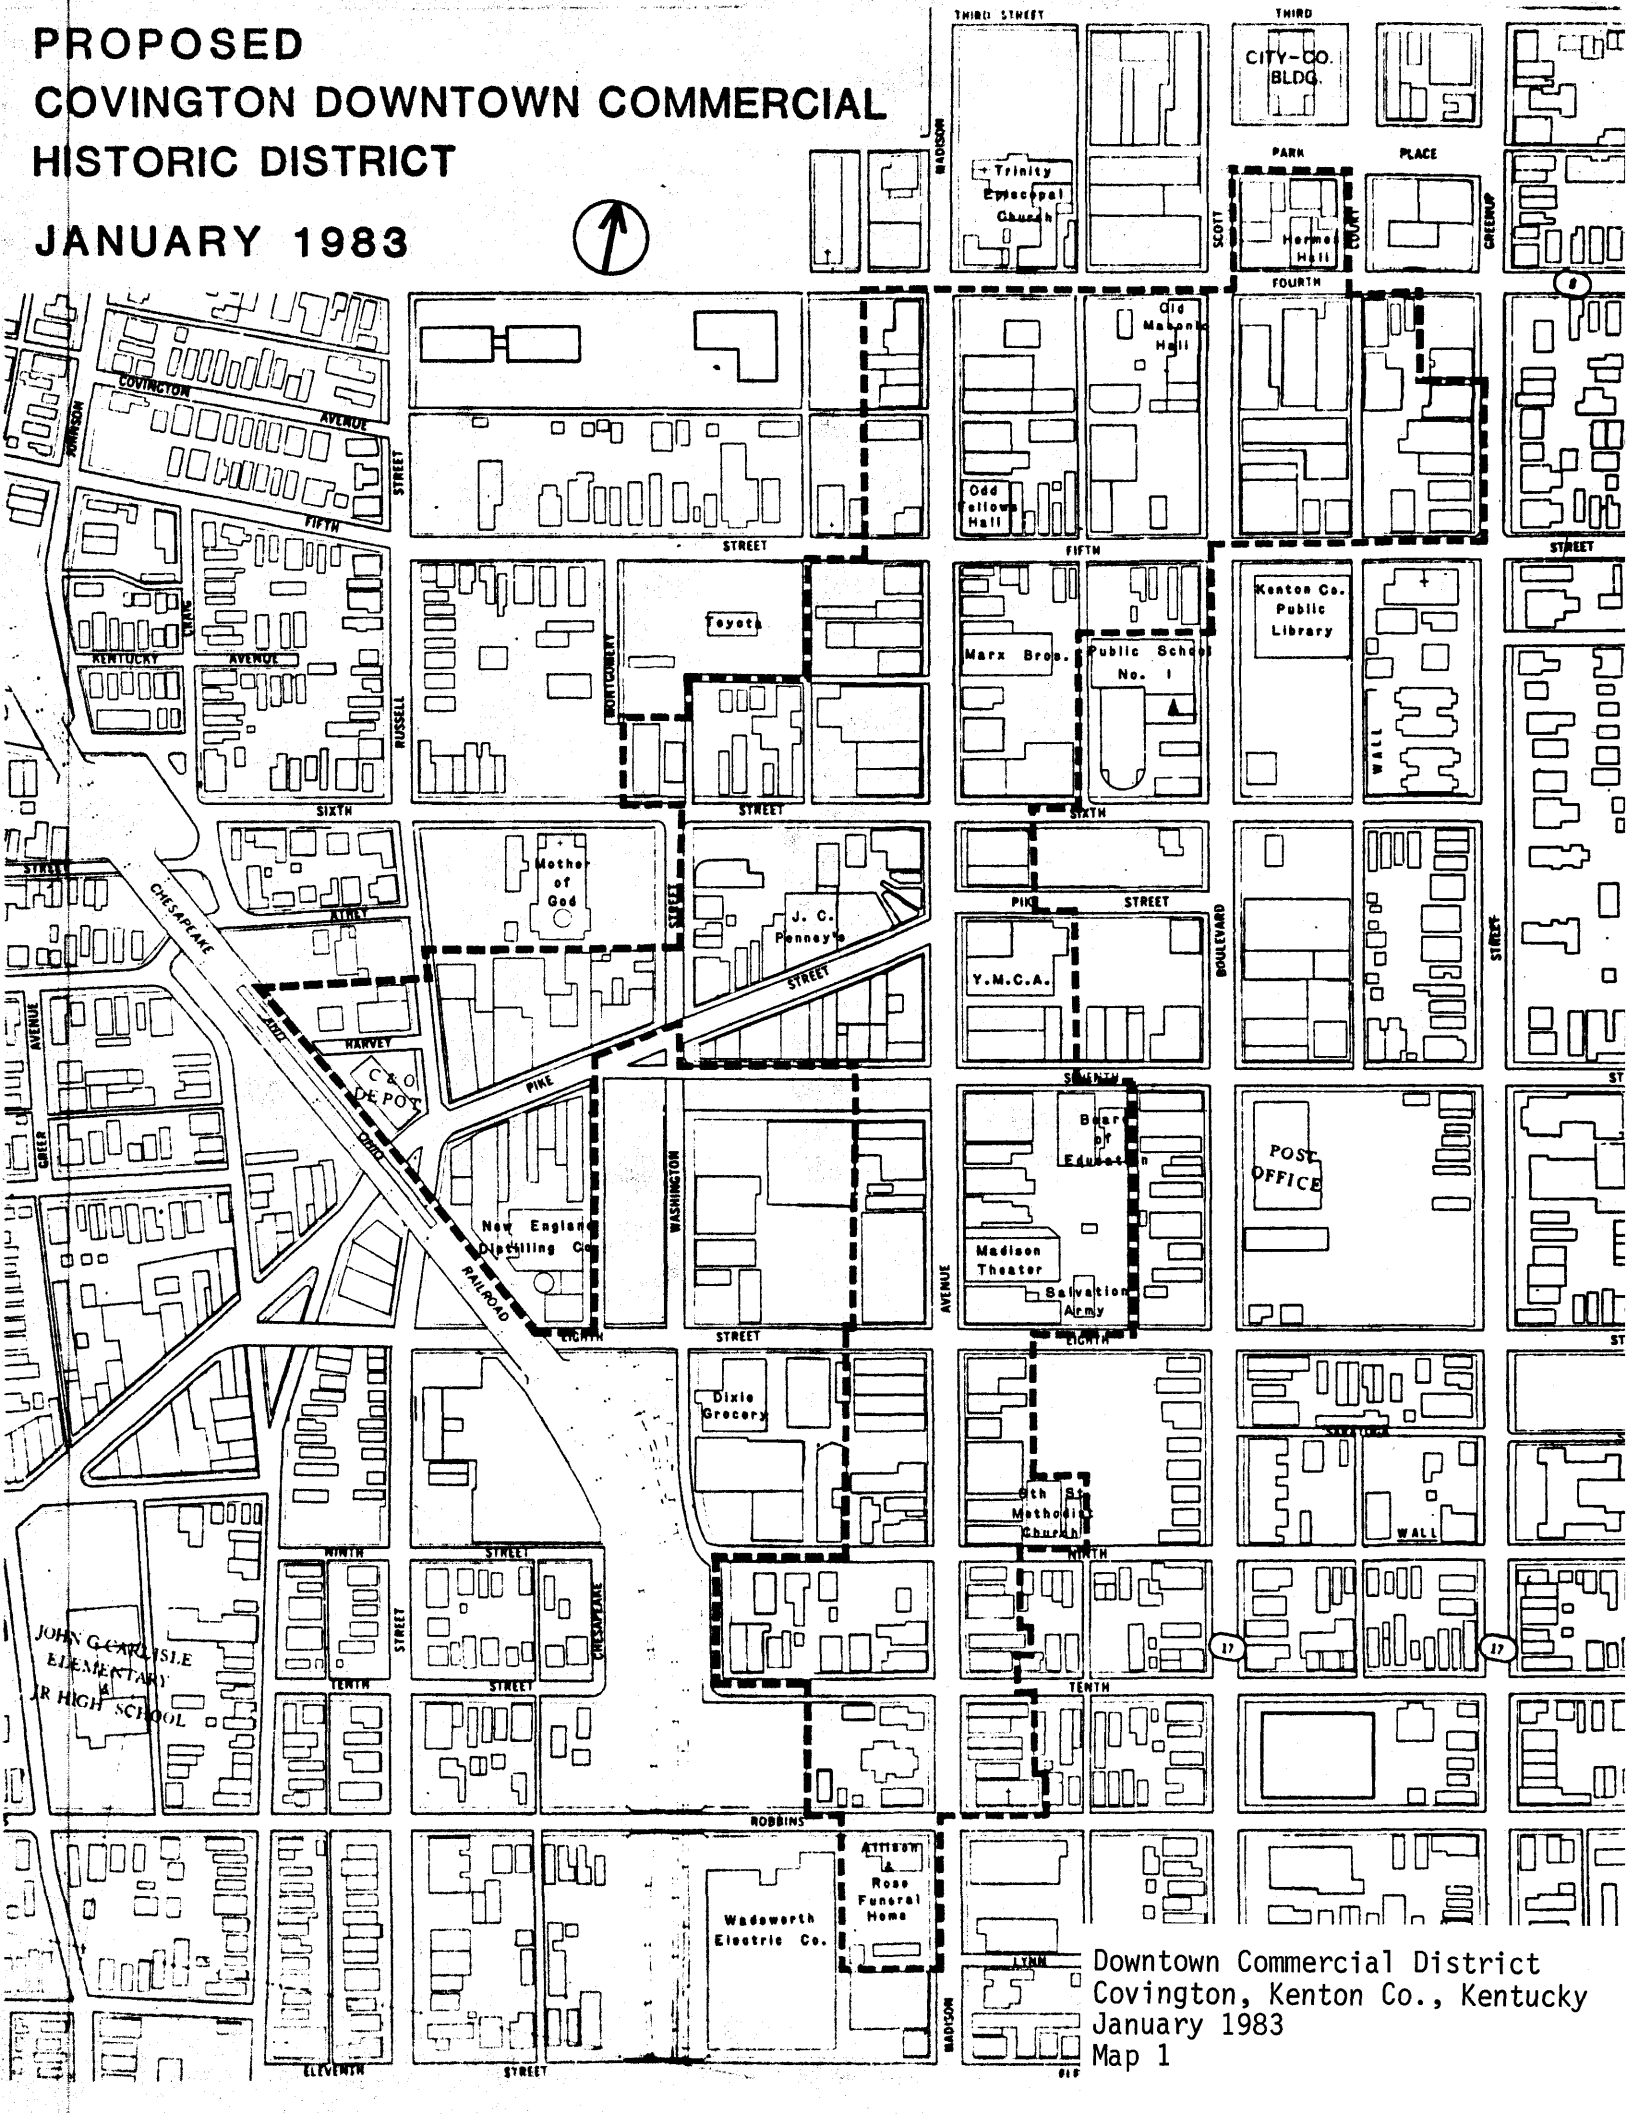 PROPOSED
COVINGTON DOWNTOWN COMMERCIAL
HISTORIC DISTRICT
JANUARY 1983
THIRD STREET
THIRD
CITY-CO.
BLDG.
MADISON
PARK
PLACE
Trinity
Episcopal
Church
SCOTT
Hermes
Hall
COURT
GREENUP
FOURTH
8
Old
Masonic
Hall
COVINGTON
AVENUE
JOHNSON
STREET
FIFTH
Odd
Fellows
Hall
STREET
FIFTH
STREET
CRAIG
KENTUCKY
AVENUE
RUSSELL
MONTGOMERY
Toyota
Marx Bros.
Public School
No. 1
Kenton Co.
Public
Library
WALL
SIXTH
STREET
SIXTH
STREET
Mother
of
God
STREET
J. C.
Penney's
PIKE
STREET
BOULEVARD
STREET
CHESAPEAKE
Y.M.C.A.
STREET
AVENUE
AND
HARVEY
C & O
DEPOT
PIKE
SEVENTH
ST
GREER
OHIO
WASHINGTON
Board
of
Education
POST
OFFICE
New England
Distilling Co
RAILROAD
Madison
Theater
AVENUE
Salvation
Army
EIGHTH
STREET
EIGHTH
ST
Dixie
Grocery
SARATOGA
8th St.
Methodist
Church
WALL
NINTH
STREET
NINTH
STREET
CHESAPEAKE
JOHN G CARLISLE
ELEMENTARY
&
JR HIGH SCHOOL
17
17
TENTH
STREET
TENTH
ROBBINS
Allison
&
Rose
Funeral
Home
Wadsworth
Electric Co.
LYNN
MADISON
ELEVENTH
STREET
Downtown Commercial District
Covington, Kenton Co., Kentucky
January 1983
Map 1